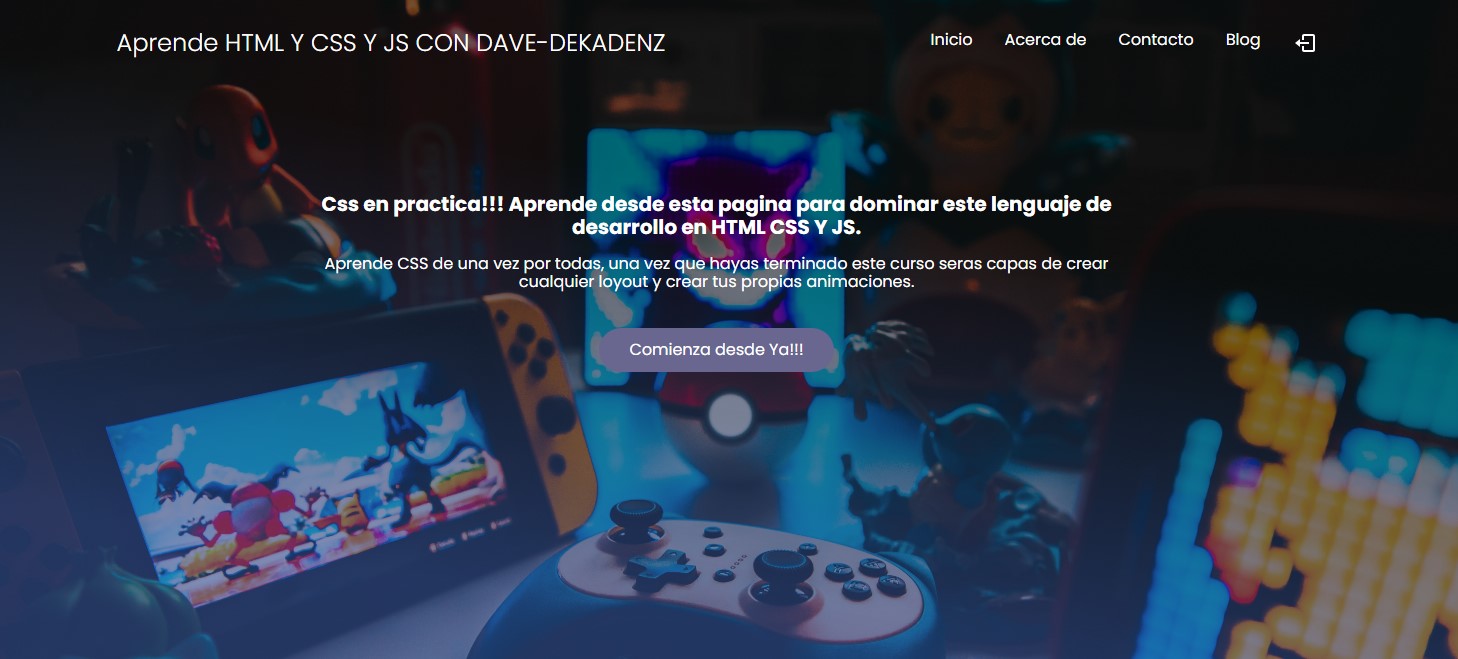 Aprende HTML Y CSS Y JS CON DAVE-DEKADENZ
Inicio Acerca de Contacto Blog
Css en practica!!! Aprende desde esta pagina para dominar este lenguaje de
desarrollo en HTML CSS Y JS.
Aprende CSS de una vez por todas, una vez que hayas terminado este curso seras capas de crear
cualquier loyout y crear tus propias animaciones.
Comienza desde Ya!!!